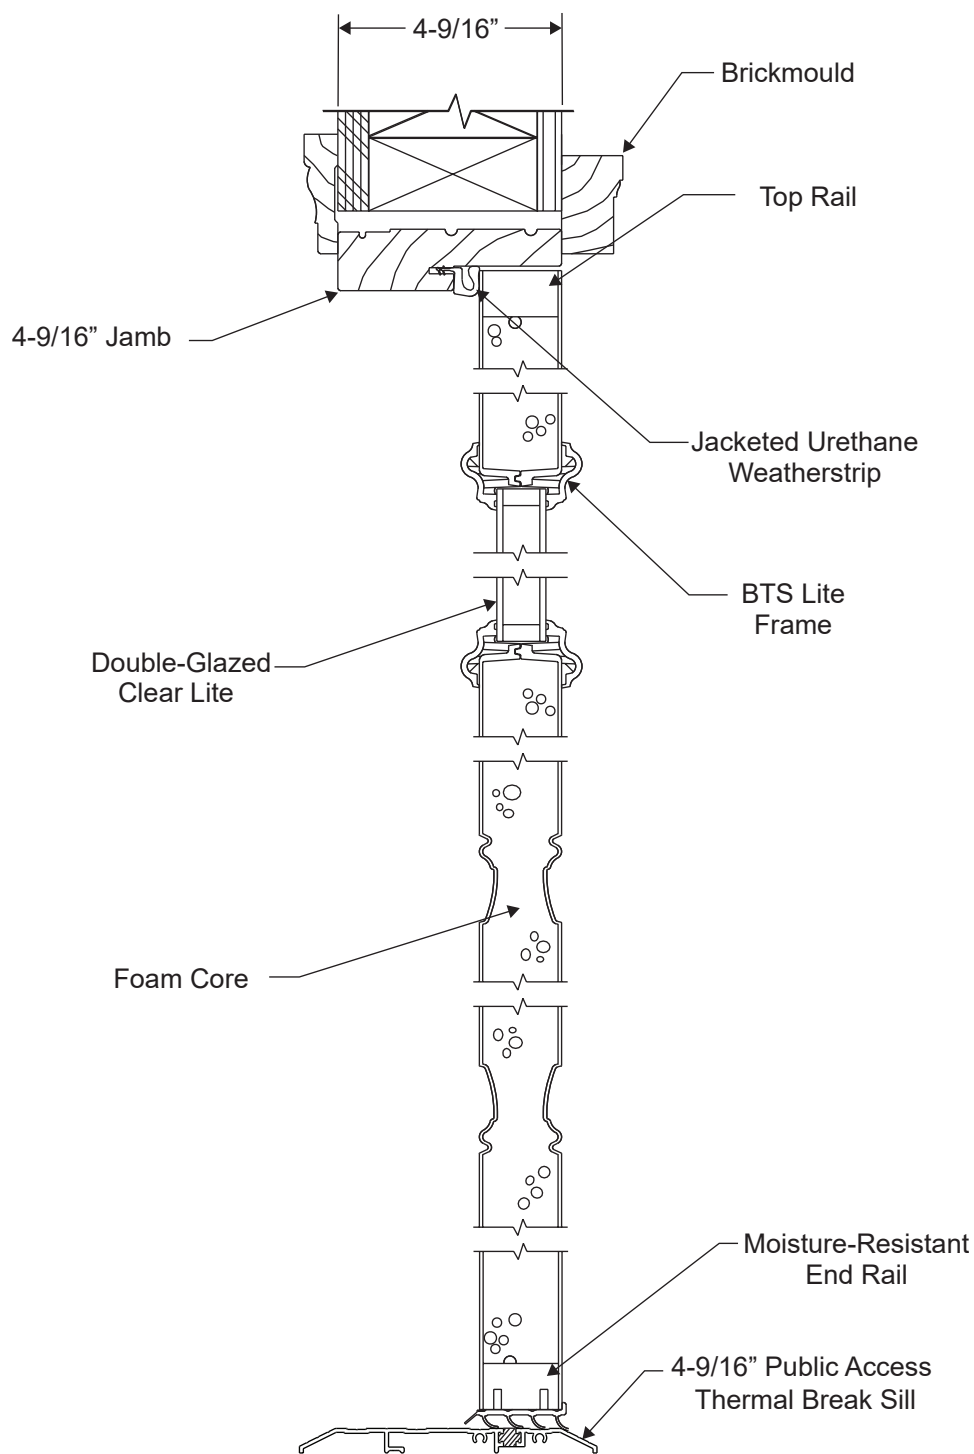 4-9/16”
Brickmould
Top Rail
4-9/16” Jamb
Jacketed Urethane
Weatherstrip
BTS Lite
Frame
Double-Glazed
Clear Lite
Foam Core
Moisture-Resistant
End Rail
4-9/16” Public Access
Thermal Break Sill